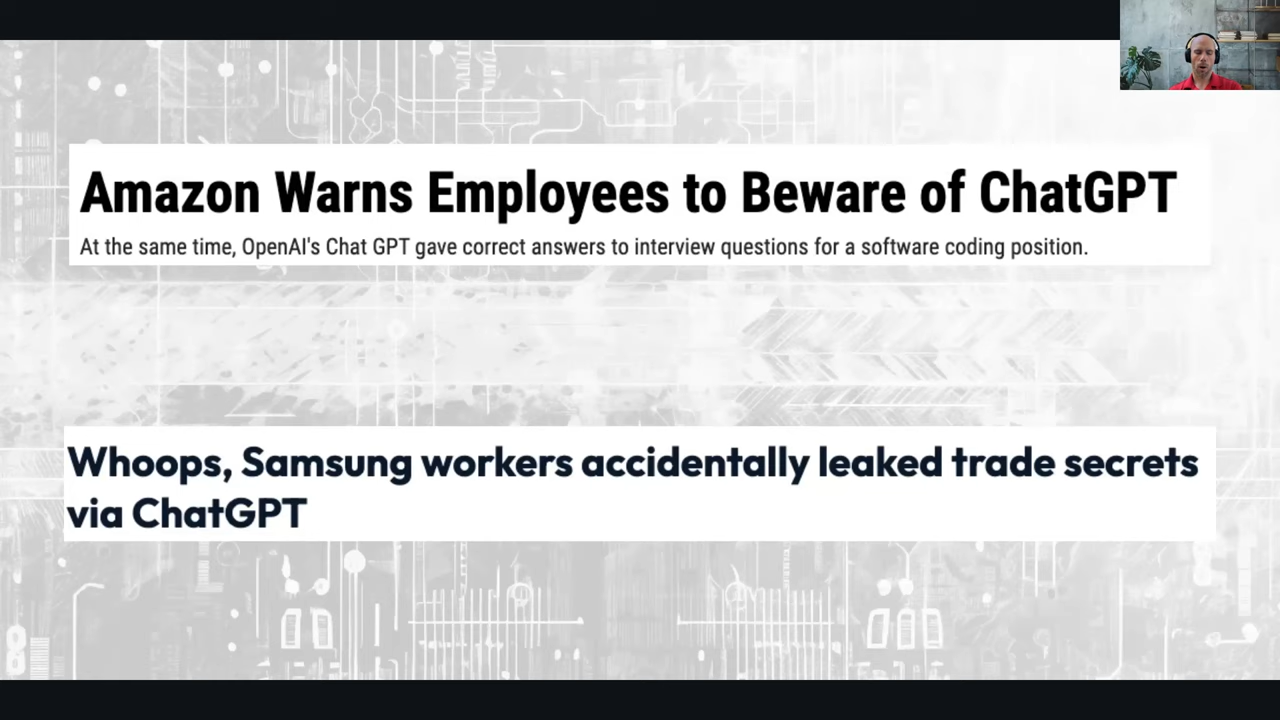 Amazon Warns Employees to Beware of ChatGPT
At the same time, OpenAI's Chat GPT gave correct answers to interview questions for a software coding position.
Whoops, Samsung workers accidentally leaked trade secrets
via ChatGPT